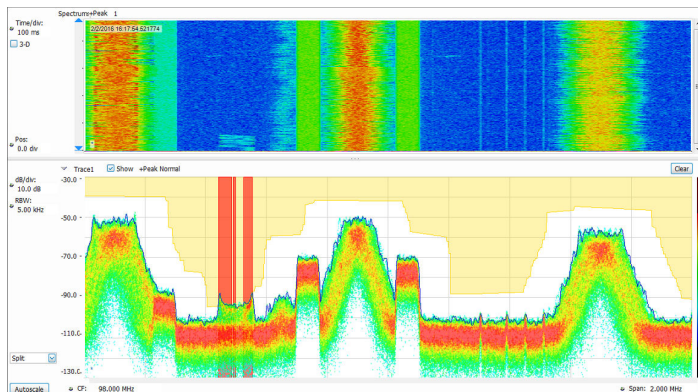 Spectrum +Peak 1
Time/div:
100 ms
3-D
2/2/2016 16:17:54.521774
Pos:
0.0 div
Trace1 Show +Peak Normal Clear
dB/div:
10.0 dB
RBW:
5.00 kHz
-30.0
-50.0
-70.0
-90.0
-110.0
-130.0
Split
Autoscale CF: 98.000 MHz Span: 2.000 MHz